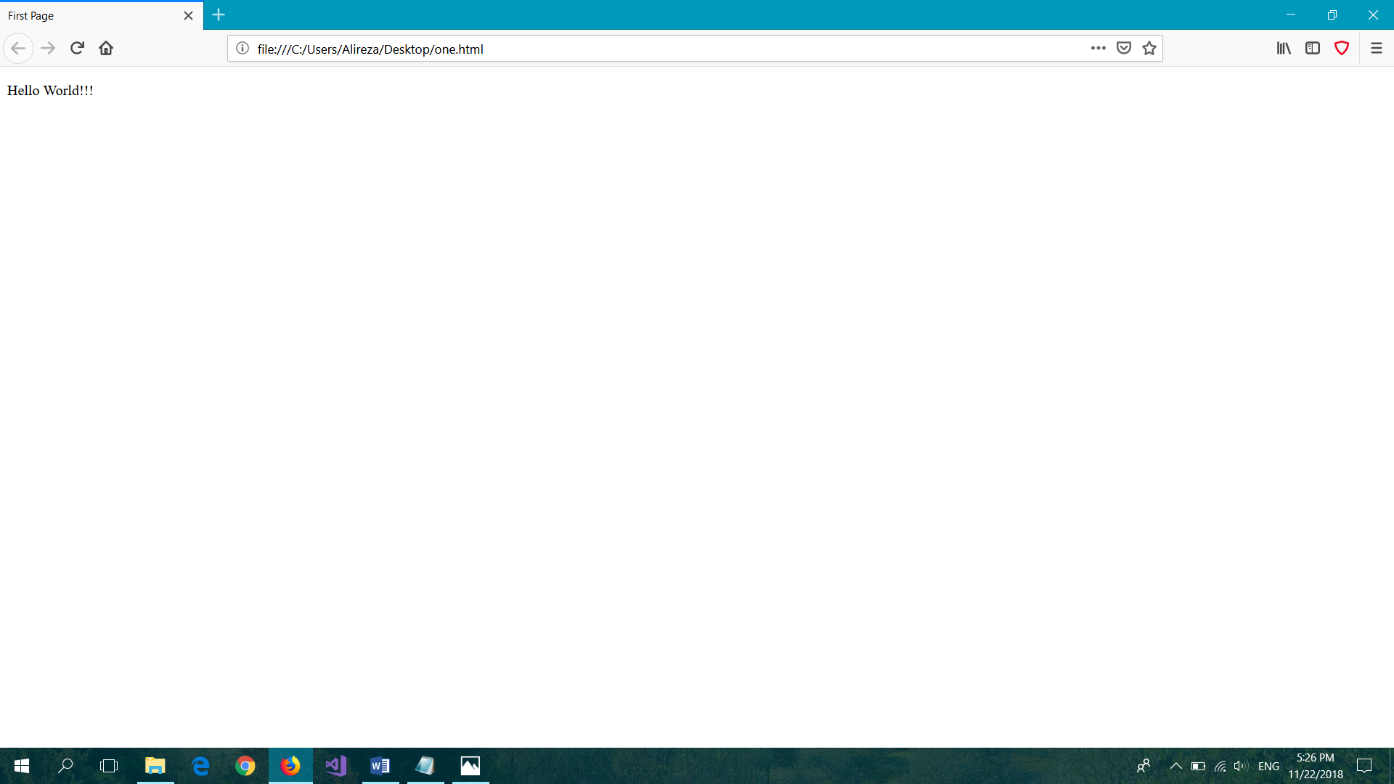 First Page
file:///C:/Users/Alireza/Desktop/one.html
Hello World!!!
ENG
5:26 PM
11/22/2018